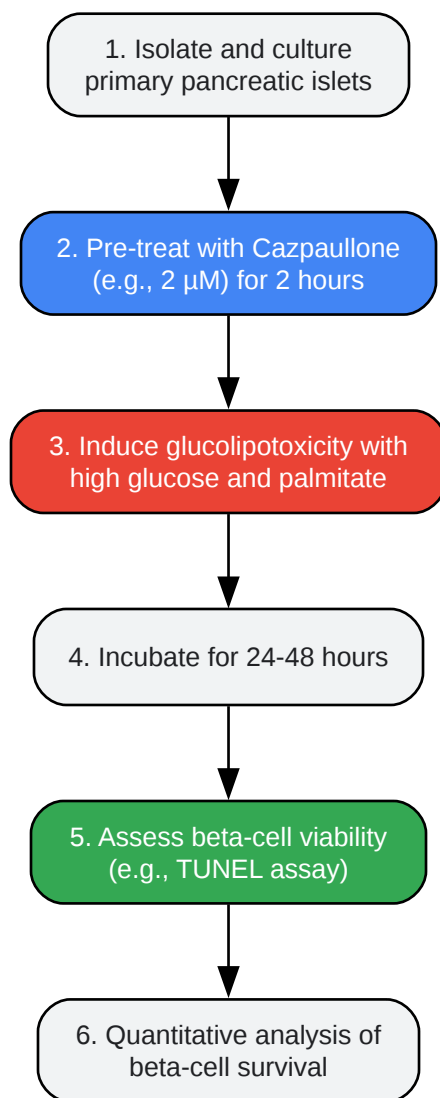 1. Isolate and culture
primary pancreatic islets
2. Pre-treat with Cazpaullone
(e.g., 2 µM) for 2 hours
3. Induce glucolipotoxicity with
high glucose and palmitate
4. Incubate for 24-48 hours
5. Assess beta-cell viability
(e.g., TUNEL assay)
6. Quantitative analysis of
beta-cell survival